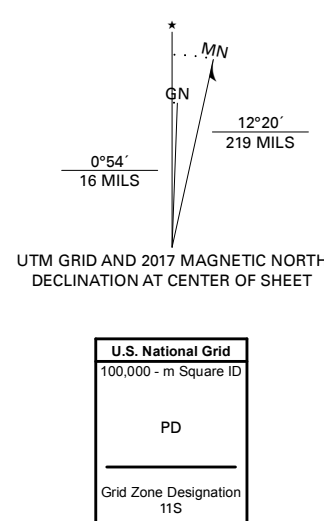 ★
MN
GN
12°20´
219 MILS
0°54´
16 MILS
UTM GRID AND 2017 MAGNETIC NORTH
DECLINATION AT CENTER OF SHEET
U.S. National Grid
100,000 - m Square ID
PD
Grid Zone Designation
11S